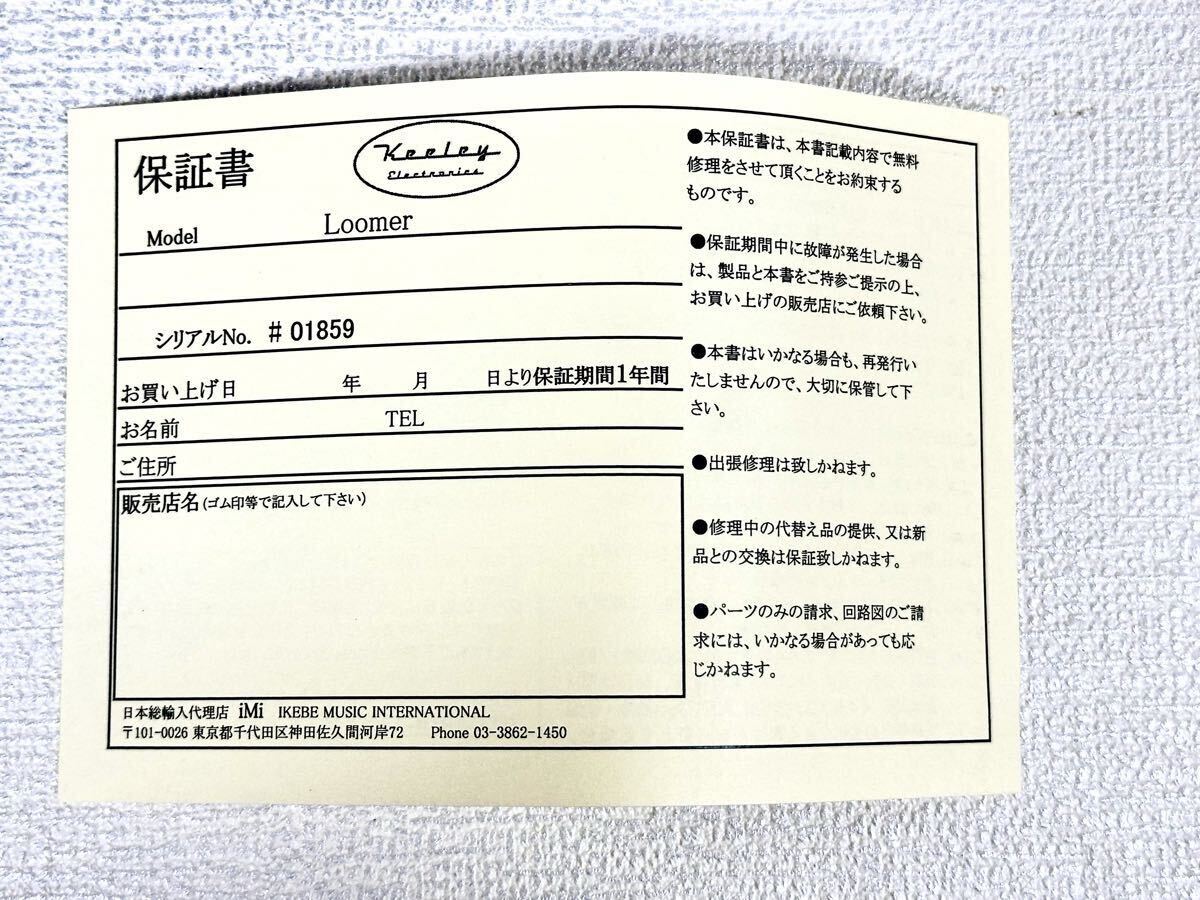 保証書
Keeley
Electronics
Model Loomer
シリアルNo. # 01859
お買い上げ日 年 月 日より保証期間1年間
お名前 TEL
ご住所
販売店名(ゴム印等で記入して下さい)
日本総輸入代理店 iMi IKEBE MUSIC INTERNATIONAL
〒101-0026 東京都千代田区神田佐久間河岸72 Phone 03-3862-1450
●本保証書は、本書記載内容で無料
修理をさせて頂くことをお約束する
ものです。
●保証期間中に故障が発生した場合
は、製品と本書をご持参ご提示の上、
お買い上げの販売店にご依頼下さい。
●本書はいかなる場合も、再発行い
たしませんので、大切に保管して下
さい。
●出張修理は致しかねます。
●修理中の代替え品の提供、又は新
品との交換は保証致しかねます。
●パーツのみの請求、回路図のご請
求には、いかなる場合があっても応
じかねます。